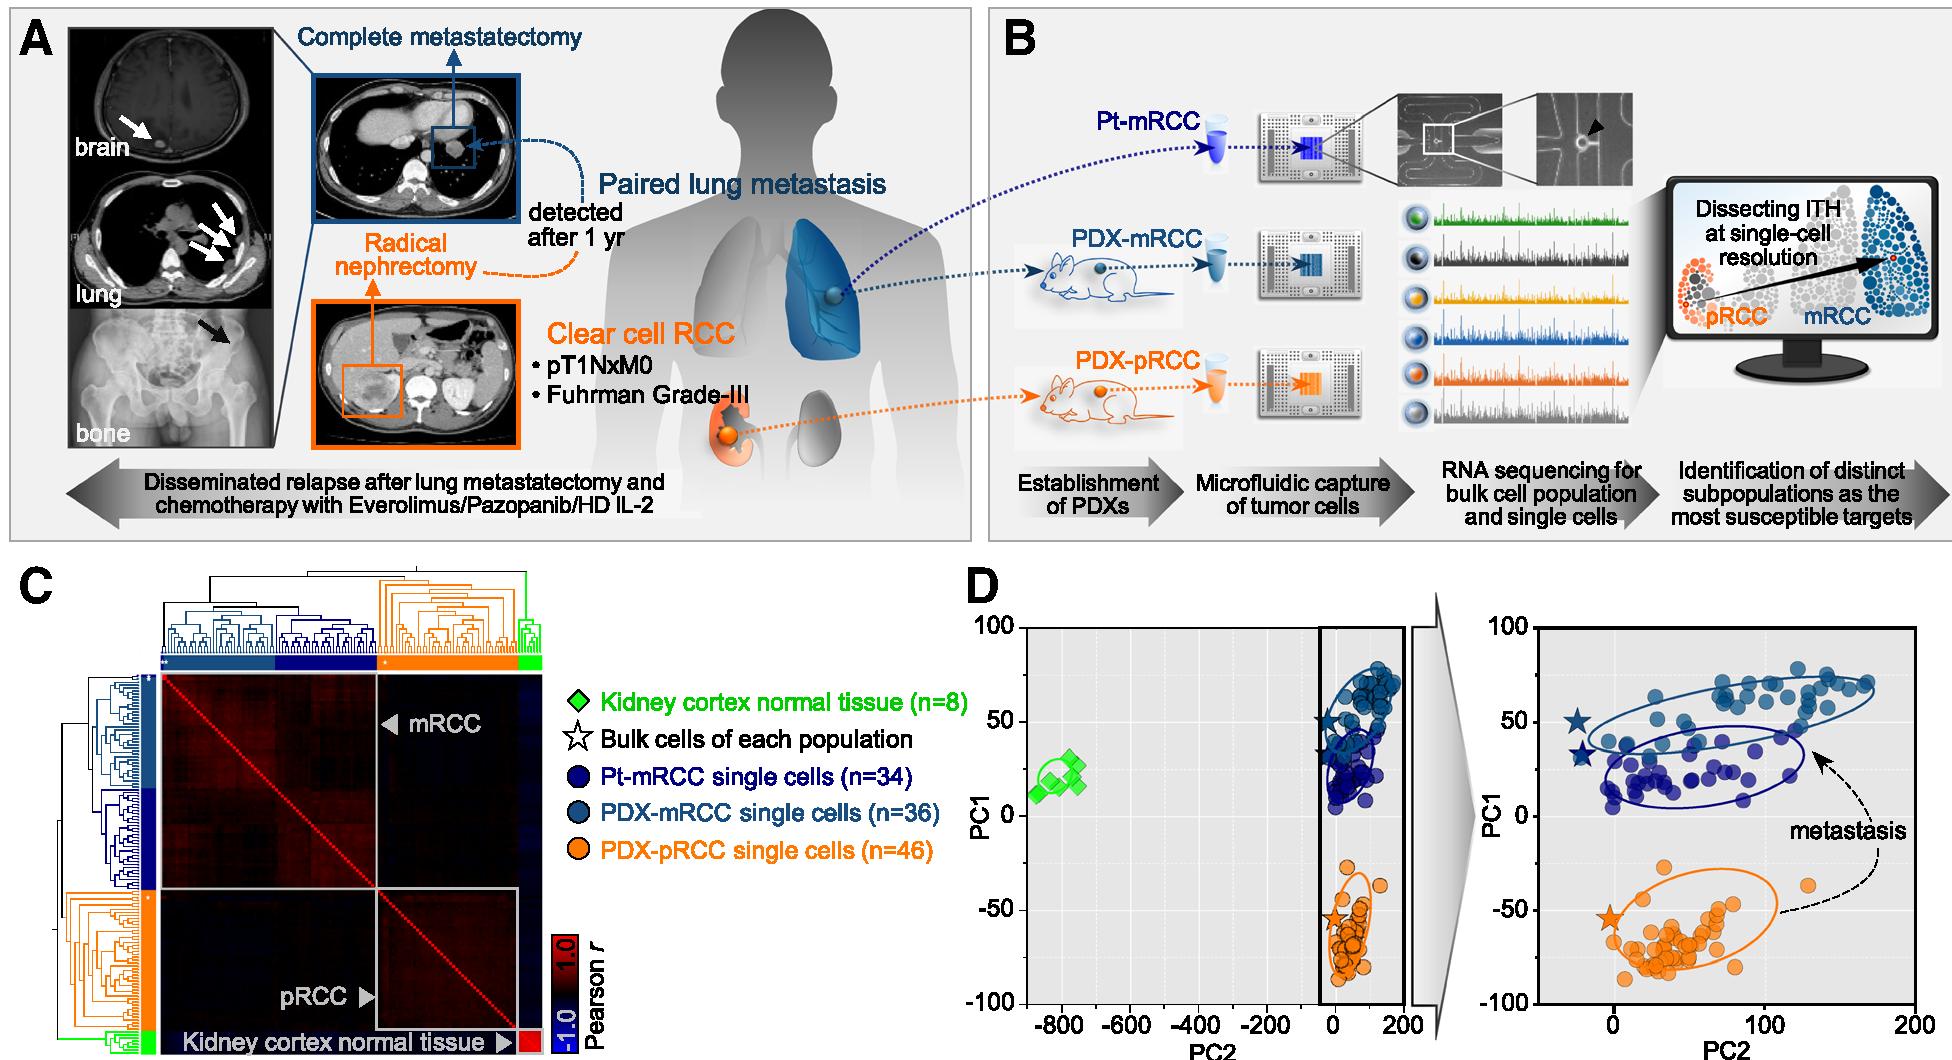 A
Complete metastatectomy
brain
lung
bone
Paired lung metastasis
detected
after 1 yr
Radical
nephrectomy
Clear cell RCC
• pT1NxM0
• Fuhrman Grade-III
Disseminated relapse after lung metastatectomy and
chemotherapy with Everolimus/Pazopanib/HD IL-2
B
Pt-mRCC
PDX-mRCC
PDX-pRCC
Dissecting ITH
at single-cell
resolution
pRCC
mRCC
Establishment
of PDXs
Microfluidic capture
of tumor cells
RNA sequencing for
bulk cell population
and single cells
Identification of distinct
subpopulations as the
most susceptible targets
C
**
*
*
*
mRCC
pRCC
Kidney cortex normal tissue
-1.0
1.0
Pearson r
Kidney cortex normal tissue (n=8)
Bulk cells of each population
Pt-mRCC single cells (n=34)
PDX-mRCC single cells (n=36)
PDX-pRCC single cells (n=46)
D
100
50
0
-50
-100
PC1
-800
-600
-400
-200
0
200
PC2
100
50
0
-50
-100
PC1
metastasis
0
100
200
PC2